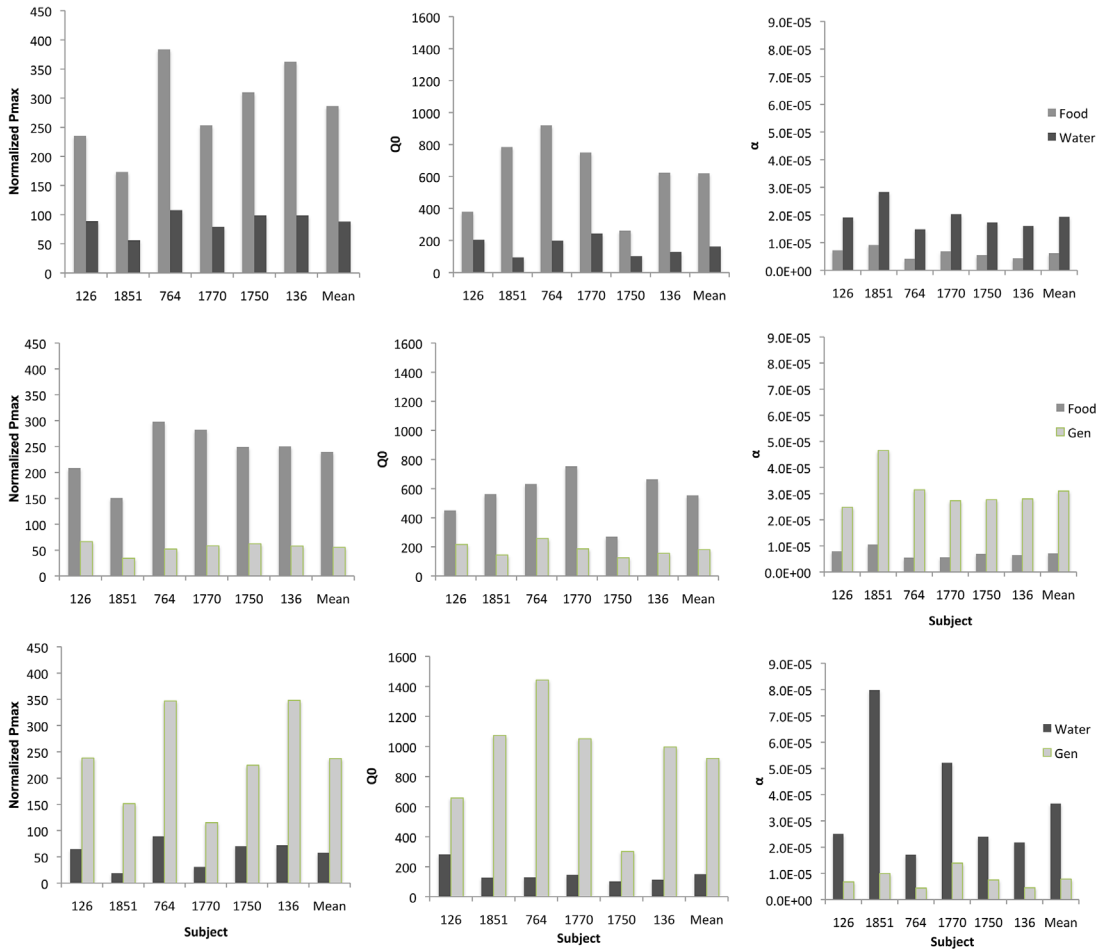 Normalized Pmax
450
400
350
300
250
200
150
100
50
0
126 1851 764 1770 1750 136 Mean
Q0
1600
1400
1200
1000
800
600
400
200
0
126 1851 764 1770 1750 136 Mean
α
9.0E-05
8.0E-05
7.0E-05
6.0E-05
5.0E-05
4.0E-05
3.0E-05
2.0E-05
1.0E-05
0.0E+00
126 1851 764 1770 1750 136 Mean
Food
Water
Normalized Pmax
450
400
350
300
250
200
150
100
50
0
126 1851 764 1770 1750 136 Mean
Q0
1600
1400
1200
1000
800
600
400
200
0
126 1851 764 1770 1750 136 Mean
α
9.0E-05
8.0E-05
7.0E-05
6.0E-05
5.0E-05
4.0E-05
3.0E-05
2.0E-05
1.0E-05
0.0E+00
126 1851 764 1770 1750 136 Mean
Subject
Food
Gen
Normalized Pmax
450
400
350
300
250
200
150
100
50
0
126 1851 764 1770 1750 136 Mean
Subject
Q0
1600
1400
1200
1000
800
600
400
200
0
126 1851 764 1770 1750 136 Mean
Subject
α
9.0E-05
8.0E-05
7.0E-05
6.0E-05
5.0E-05
4.0E-05
3.0E-05
2.0E-05
1.0E-05
0.0E+00
126 1851 764 1770 1750 136 Mean
Subject
Water
Gen